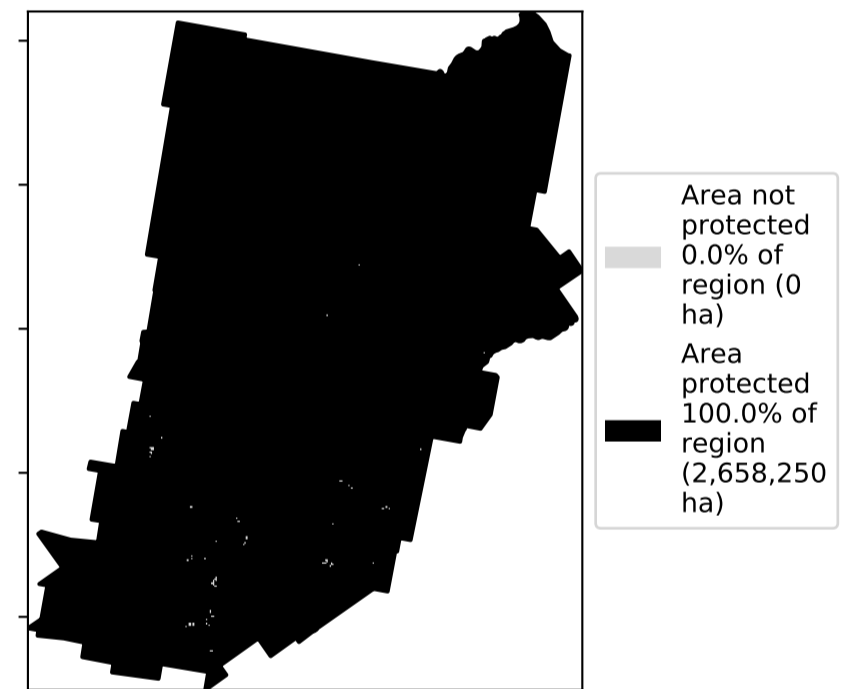 Area not
protected
0.0% of
region (0
ha)
Area
protected
100.0% of
region
(2,658,250
ha)